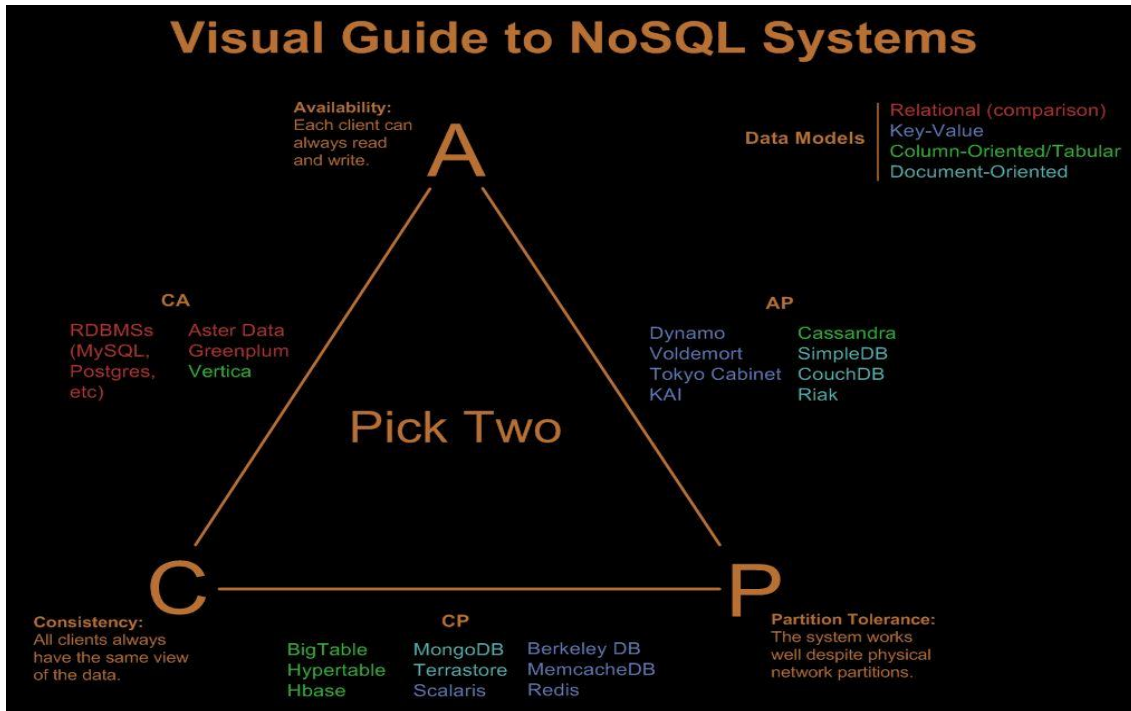 Visual Guide to NoSQL Systems
Availability:
Each client can
always read
and write.
A
Data Models
Relational (comparison)
Key-Value
Column-Oriented/Tabular
Document-Oriented
CA
RDBMSs
(MySQL,
Postgres,
etc)
Aster Data
Greenplum
Vertica
AP
Dynamo
Voldemort
Tokyo Cabinet
KAI
Cassandra
SimpleDB
CouchDB
Riak
Pick Two
C
P
Consistency:
All clients always
have the same view
of the data.
CP
BigTable
Hypertable
Hbase
MongoDB
Terrastore
Scalaris
Berkeley DB
MemcacheDB
Redis
Partition Tolerance:
The system works
well despite physical
network partitions.